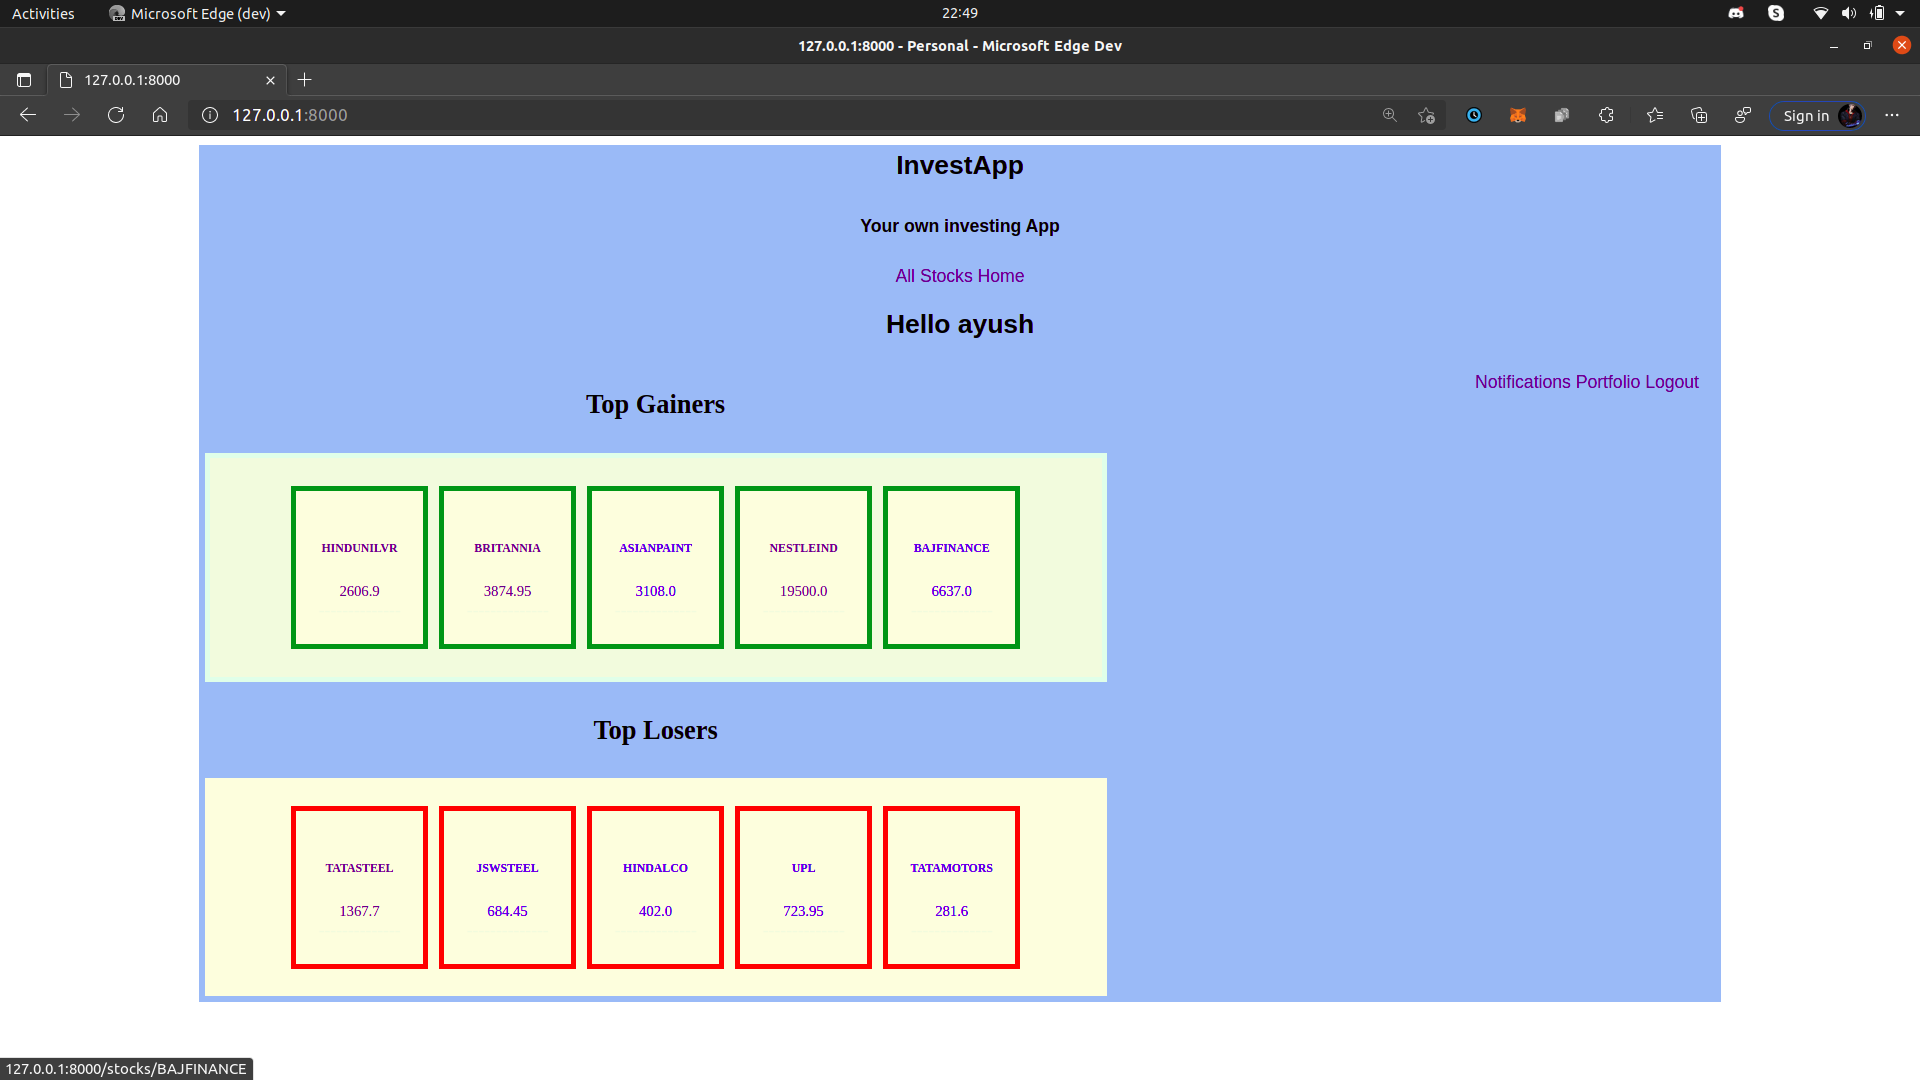 Activities Microsoft Edge (dev) 22:49
127.0.0.1:8000 - Personal - Microsoft Edge Dev
127.0.0.1:8000
127.0.0.1:8000 Sign in
InvestApp
Your own investing App
All Stocks Home
Hello ayush
Notifications Portfolio Logout
Top Gainers
HINDUNILVR BRITANNIA ASIANPAINT NESTLEIND BAJFINANCE
2606.9 3874.95 3108.0 19500.0 6637.0
Top Losers
TATASTEEL JSWSTEEL HINDALCO UPL TATAMOTORS
1367.7 684.45 402.0 723.95 281.6
127.0.0.1:8000/stocks/BAJFINANCE